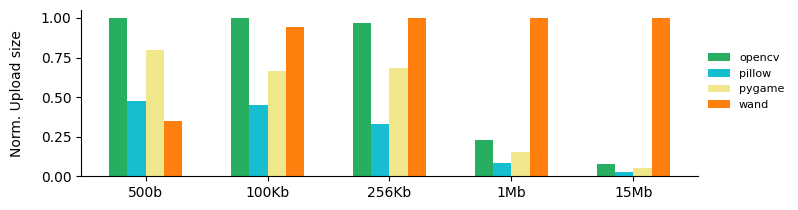 Norm. Upload size
1.00
0.75
0.50
0.25
0.00
500b
100Kb
256Kb
1Mb
15Mb
opencv
pillow
pygame
wand